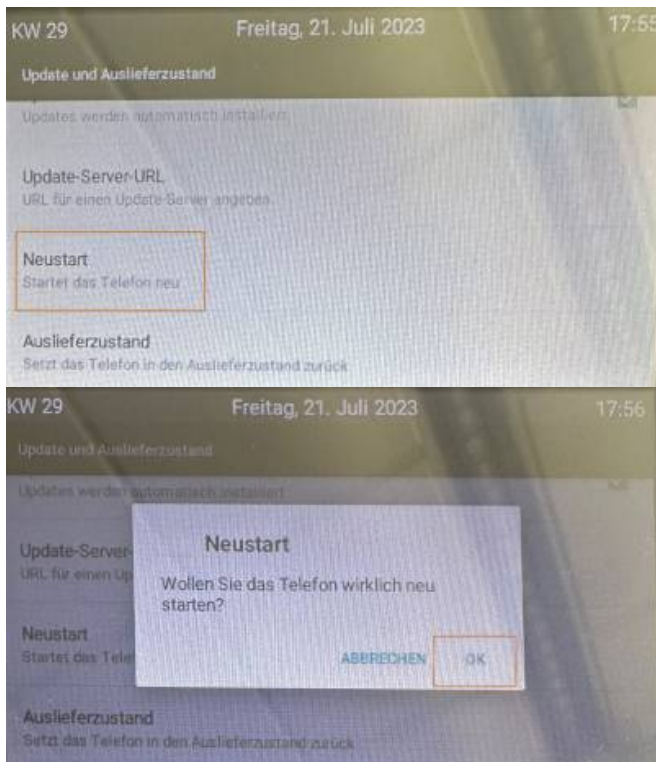 KW 29 Freitag, 21. Juli 2023 17:55
Update und Auslieferzustand
Updates werden automatisch installiert
Update-Server-URL
URL für einen Update-Server angeben.
Neustart
Startet das Telefon neu
Auslieferzustand
Setzt das Telefon in den Auslieferzustand zurück
KW 29 Freitag, 21. Juli 2023 17:56
Update und Auslieferzustand
Updates werden automatisch installiert
Update-Server-
URL für einen Up
Neustart
Startet das Tele
Neustart
Wollen Sie das Telefon wirklich neu
starten?
ABBRECHEN OK
Auslieferzustand
Setzt das Telefon in den Auslieferzustand zurück